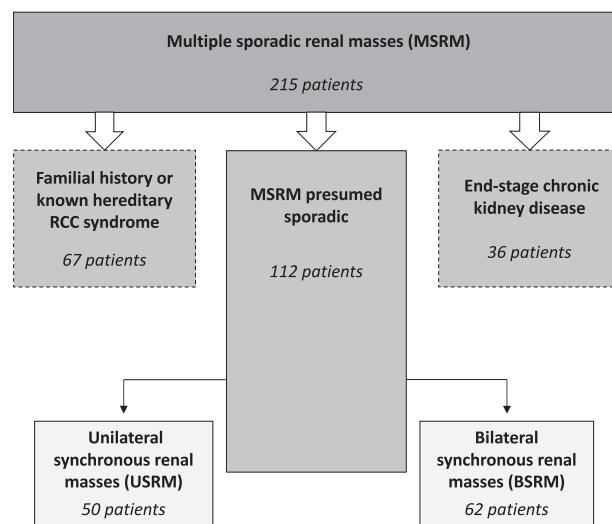 Multiple sporadic renal masses (MSRM)
215 patients
Familial history or
known hereditary
RCC syndrome
67 patients
MSRM presumed
sporadic
112 patients
End-stage chronic
kidney disease
36 patients
Unilateral
synchronous renal
masses (USRM)
50 patients
Bilateral
synchronous renal
masses (BSRM)
62 patients